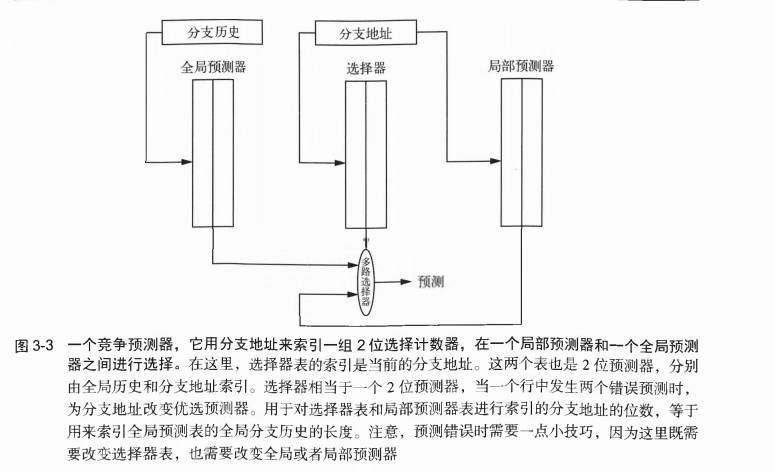 分支历史
分支地址
全局预测器
选择器
局部预测器
多路选择器
预测
图 3-3 一个竞争预测器，它用分支地址来索引一组 2 位选择计数器，在一个局部预测器和一个全局预测
器之间进行选择。在这里，选择器表的索引是当前的分支地址。这两个表也是 2 位预测器，分别
由全局历史和分支地址索引。选择器相当于一个 2 位预测器，当一个行中发生两个错误预测时，
为分支地址改变优选预测器。用于对选择器表和局部预测器表进行索引的分支地址的位数，等于
用来索引全局预测表的全局分支历史的长度。注意，预测错误时需要一点小技巧，因为这里既需
要改变选择器表，也需要改变全局或者局部预测器